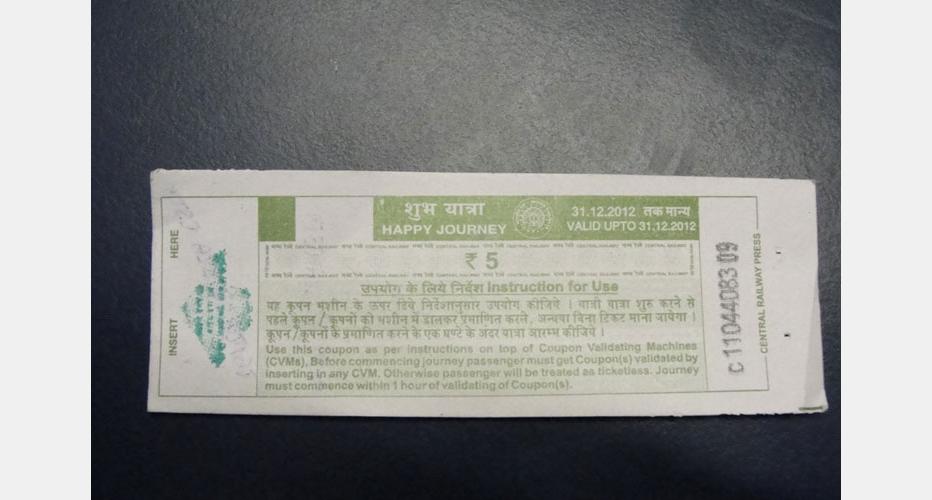 शुभ यात्रा
HAPPY JOURNEY
31.12.2012 तक मान्य
VALID UPTO 31.12.2012
₹ 5
उपयोग के लिये निर्देश Instruction for Use
यह कूपन मशीन के ऊपर दिये निर्देशानुसार उपयोग कीजिये । यात्री यात्रा शुरु करने से
पहले कूपन / कूपनों को मशीन में डालकर प्रमाणित करले, अन्यथा बिना टिकट माना जायेगा ।
कूपन / कूपनों के प्रमाणित करने के एक घण्टे के अंदर यात्रा आरम्भ कीजिये ।
Use this coupon as per instructions on top of Coupon Validating Machines
(CVMs), Before commencing journey passenger must get Coupon(s) validated by
inserting in any CVM. Otherwise passenger will be treated as ticketless. Journey
must commence within 1 hour of validating of Coupon(s).
INSERT HERE
C 11044083 09
CENTRAL RAILWAY PRESS